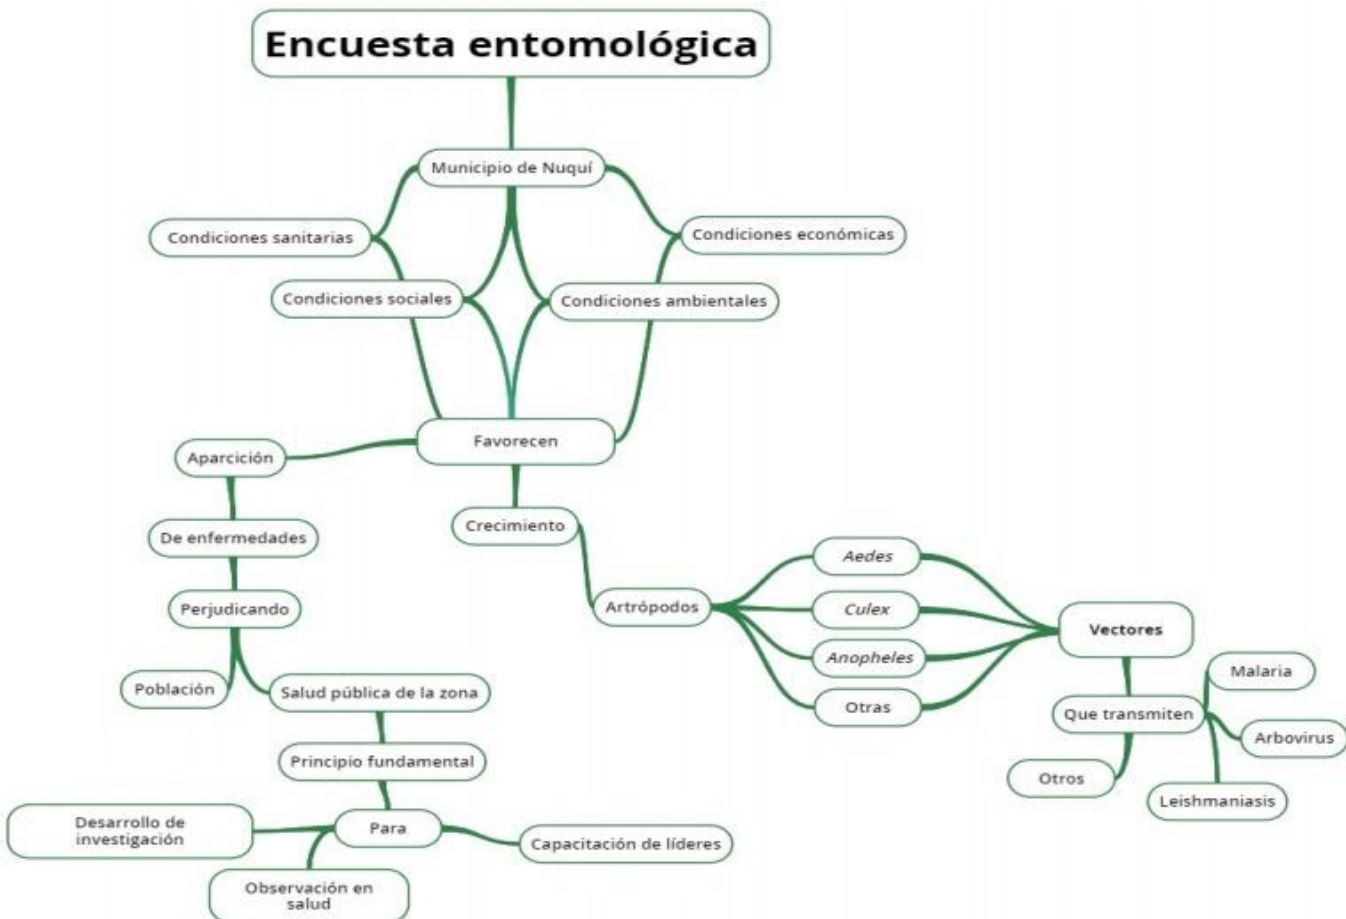 Encuesta entomológica
Municipio de Nuquí
Condiciones sanitarias
Condiciones económicas
Condiciones sociales
Condiciones ambientales
Favorecen
Aparcición
Crecimiento
De enfermedades
Perjudicando
Población
Salud pública de la zona
Principio fundamental
Para
Desarrollo de
investigación
Observación en
salud
Capacitación de líderes
Artrópodos
Aedes
Culex
Anopheles
Otras
Vectores
Que transmiten
Malaria
Arbovirus
Leishmaniasis
Otros